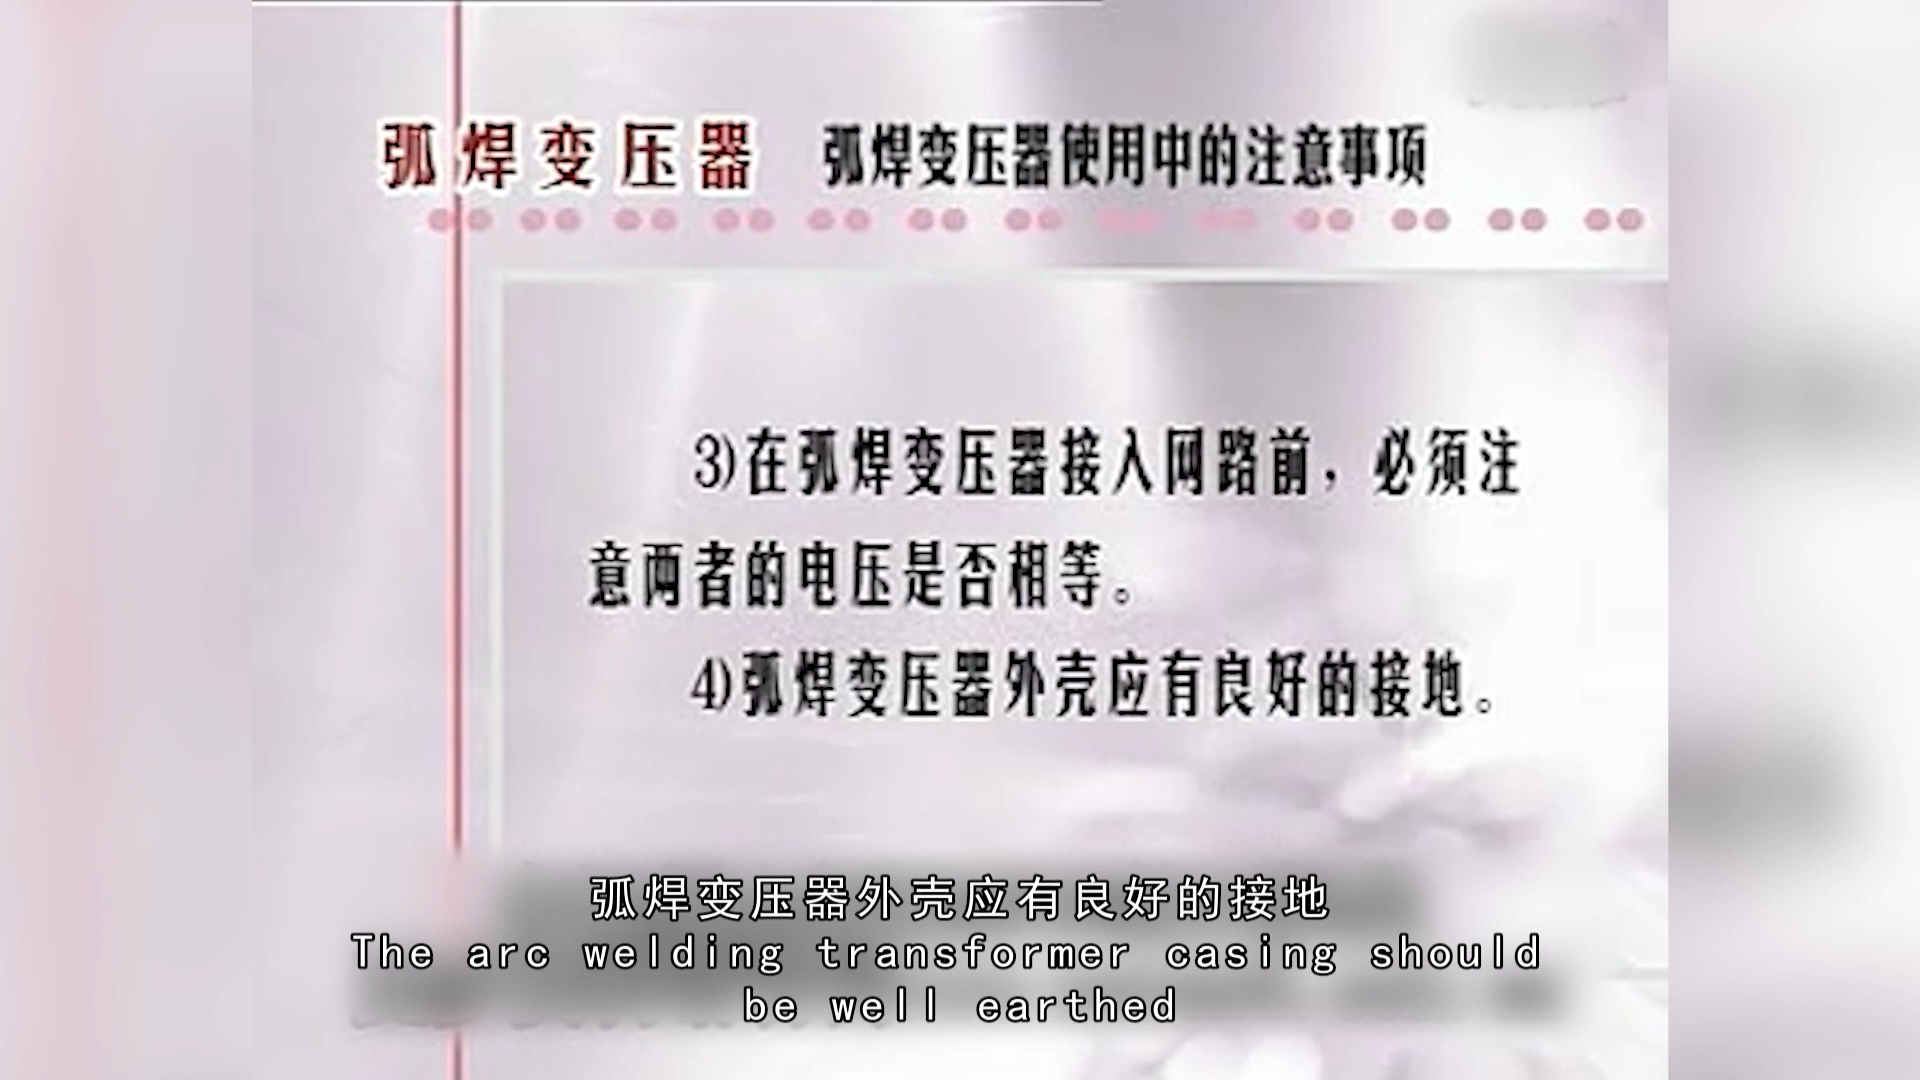 弧焊变压器 弧焊变压器使用中的注意事项
3)在弧焊变压器接入网路前，必须注
意两者的电压是否相等。
4)弧焊变压器外壳应有良好的接地。
弧焊变压器外壳应有良好的接地
The arc welding transformer casing should
be well earthed